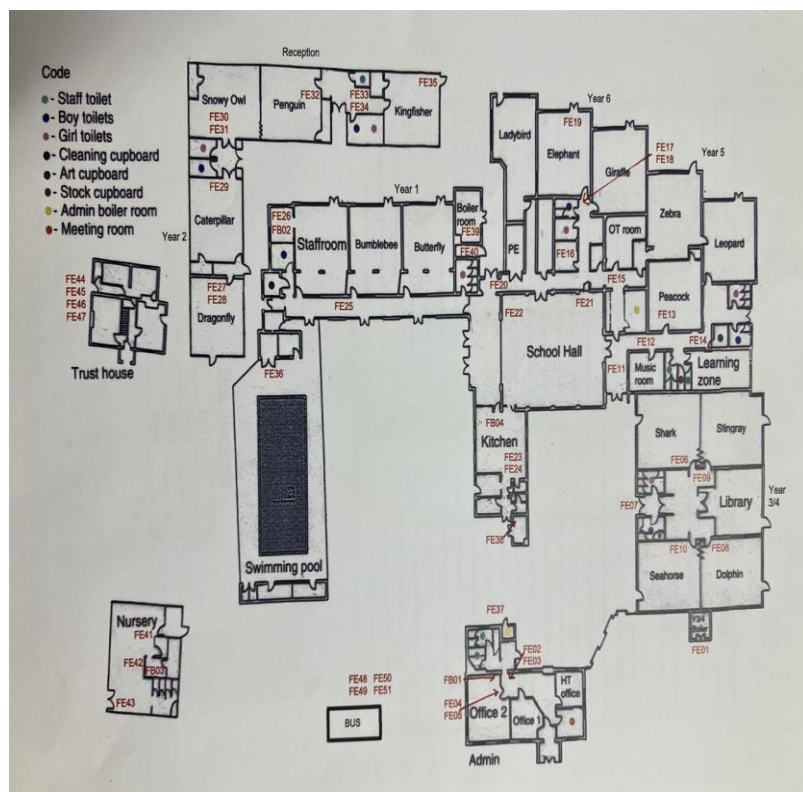 Code
- Staff toilet
- Boy toilets
- Girl toilets
- Cleaning cupboard
- Art cupboard
- Stock cupboard
- Admin boiler room
- Meeting room
Reception
Snowy Owl
FE30
FE31
Penguin
FE32
FE33
FE34
FE35
Kingfisher
FE29
Caterpillar
Year 2
FE27
FE28
Dragonfly
Year 1
FE26
FB02
Staffroom
Bumblebee
Butterfly
Boiler
room
FE39
FE40
FE25
Year 6
Ladybird
FE19
Elephant
Giraffe
FE17
FE18
Year 5
Zebra
Leopard
PE
FE16
OT room
FE20
FE21
FE15
Peacock
FE13
FE22
School Hall
FE12
FE14
FE11
Music
room
Learning
zone
FE44
FE45
FE46
FE47
Trust house
FE36
Swimming pool
FB04
Kitchen
FE23
FE24
FE38
Shark
Stingray
FE06
FE09
FE07
Library
Year
3/4
FE10
FE08
Seahorse
Dolphin
Boiler
FE01
Nursery
FE41
FE42
FB03
FE43
FE48 FE50
FE49 FE51
BUS
FE37
FE02
FE03
FB01
FE04
FE05
Office 2
Office 1
HT
office
Admin